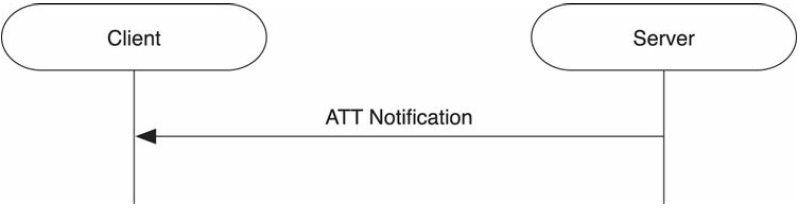 Client
Server
ATT Notification